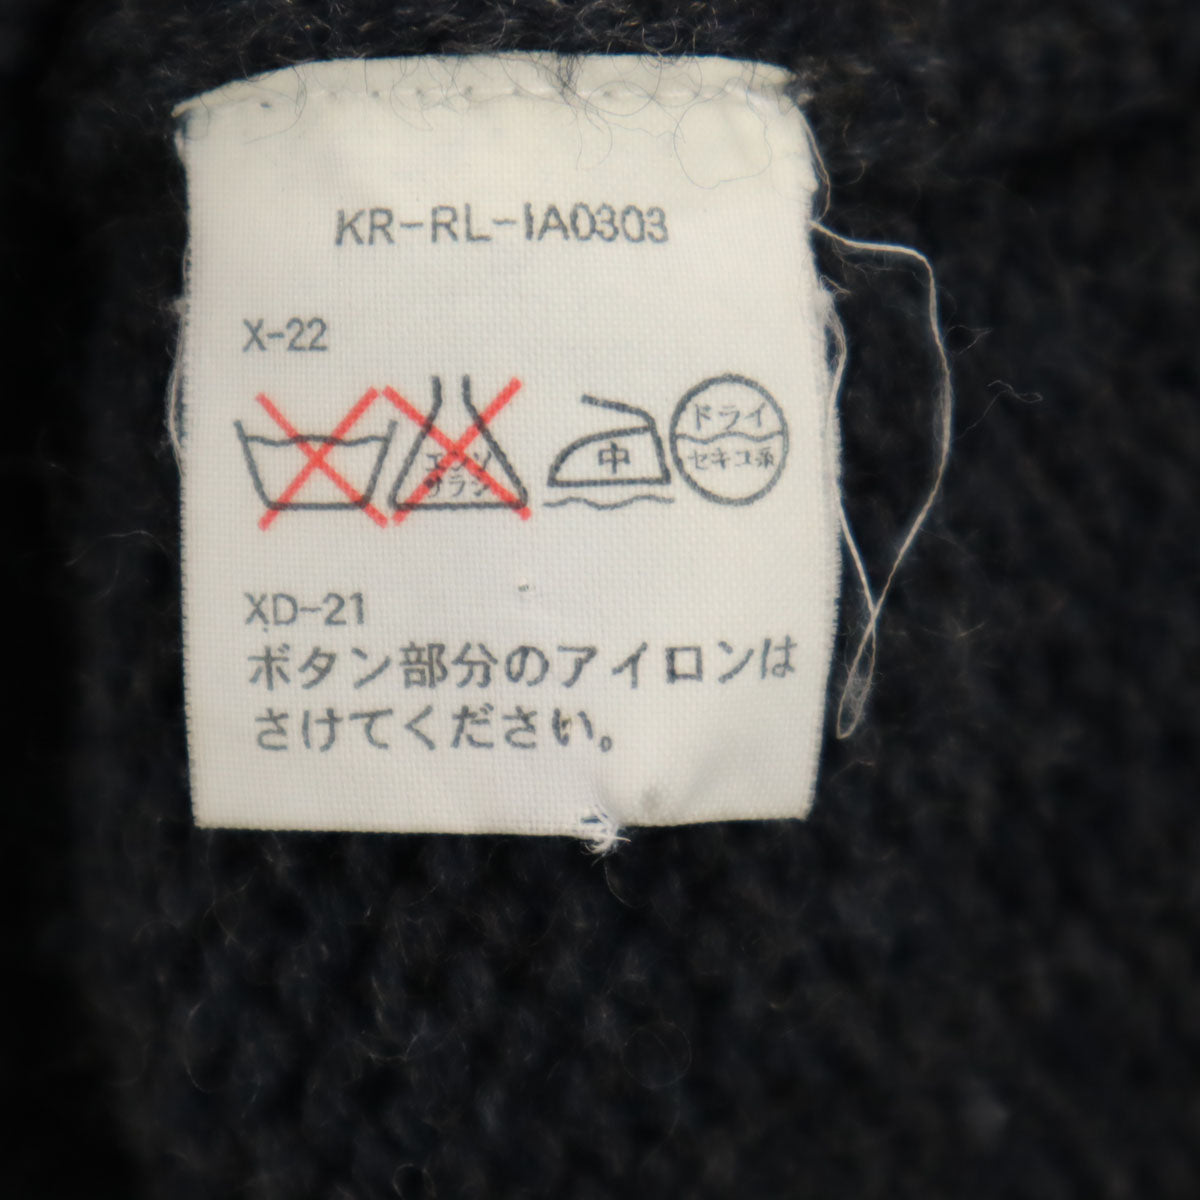 KR-RL-IA0303
X-22
エンソ
サラシ
中
ドライ
セキユ系
XD-21
ボタン部分のアイロンは
さけてください。